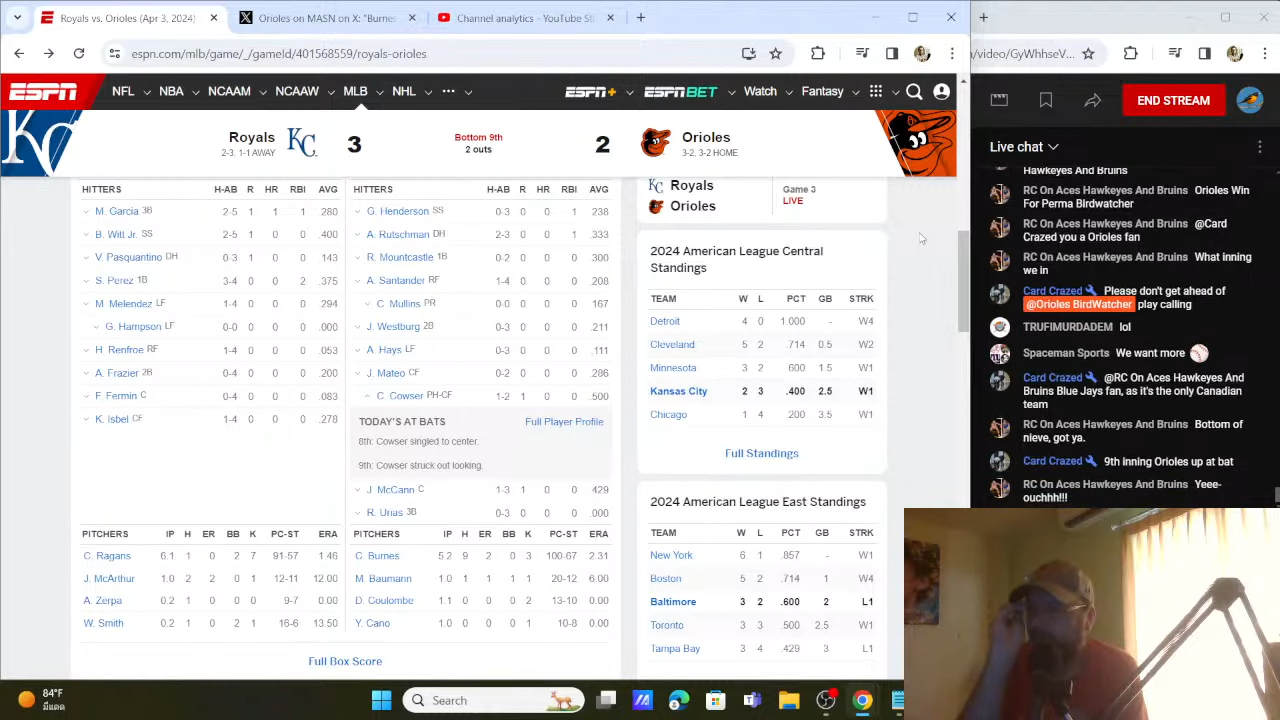 Royals vs. Orioles (Apr 3, 2024)
Orioles on MASN on X: "Burnes
Channel analytics - YouTube St
espn.com/mlb/game/_/gameId/401568559/royals-orioles
/video/GyWhhseV...
ESPN NFL NBA NCAAM NCAAW MLB NHL ESPN+ ESPN BET Watch Fantasy
END STREAM
KC Royals 2-3, 1-1 AWAY KC 3 Bottom 9th 2 outs 2 Orioles 3-2, 3-2 HOME
HITTERS H-AB R HR RBI AVG
M. Garcia 3B 2-5 1 1 1 .280
B. Witt Jr. SS 2-5 1 0 0 .400
V. Pasquantino DH 0-3 1 0 0 .143
S. Perez 1B 2-3 0 0 2 .375
M. Melendez LF 1-4 0 0 0 .294
G. Hampson LF 0-0 0 0 0 .000
H. Renfroe RF 1-4 0 0 0 .053
A. Frazier 2B 0-4 0 0 0 .200
F. Fermin C 0-4 0 0 0 .083
K. Isbel CF 1-4 0 0 0 .278
HITTERS H-AB R HR RBI AVG
G. Henderson SS 0-3 0 0 1 .238
A. Rutschman DH 2-3 0 0 1 .333
R. Mountcastle 1B 0-2 0 0 0 .300
A. Santander RF 1-4 0 0 0 .208
C. Mullins PR 0-0 0 0 0 .167
J. Westburg 2B 0-4 0 0 0 .211
A. Hays LF 0-3 0 0 0 .111
J. Mateo CF 0-2 0 0 0 .286
C. Cowser PH-CF 1-2 1 0 0 .500
TODAY'S AT BATS Full Player Profile
8th: Cowser singled to center.
9th: Cowser struck out looking.
J. McCann C 1-3 1 0 0 .429
R. Urias 3B 0-3 0 0 0 .000
PITCHERS IP H ER BB K PC-ST ERA
C. Ragans 6.1 1 0 2 7 91-57 1.46
J. McArthur 1.0 2 2 0 1 12-11 12.00
A. Zerpa 0.2 1 0 0 0 9-7 0.00
W. Smith 0.2 1 0 2 1 16-6 13.50
PITCHERS IP H ER BB K PC-ST ERA
C. Burnes 5.2 9 2 0 1 100-67 2.31
M. Baumann 1.0 1 1 1 1 20-12 6.00
D. Coulombe 1.1 0 0 0 2 13-10 0.00
Y. Cano 1.0 0 0 0 1 10-8 0.00
Full Box Score
Royals
Orioles
Game 3
LIVE
2024 American League Central
Standings
TEAM W L PCT GB STRK
Detroit 4 0 1.000 - W4
Cleveland 5 2 .714 0.5 W2
Minnesota 3 2 .600 1.5 W1
Kansas City 2 3 .400 2.5 W1
Chicago 1 4 .200 3.5 W1
Full Standings
2024 American League East Standings
TEAM W L PCT GB STRK
New York 6 1 .857 - W1
Boston 5 2 .714 1 W4
Baltimore 3 2 .600 2 L1
Toronto 3 3 .500 2.5 W1
Tampa Bay 3 4 .429 3 L1
Live chat
Hawkeyes And Bruins
RC On Aces Hawkeyes And Bruins Orioles Win
For Perma Birdwatcher
RC On Aces Hawkeyes And Bruins @Card
Crazed you a Orioles fan
RC On Aces Hawkeyes And Bruins What inning
we in
Card Crazed Please don't get ahead of
@Orioles BirdWatcher play calling
TRUFIMURDADEM lol
Spaceman Sports We want more
Card Crazed @RC On Aces Hawkeyes And
Bruins Blue Jays fan, as it's the only Canadian
team
RC On Aces Hawkeyes And Bruins Bottom of
nieve, got ya.
Card Crazed 9th inning Orioles up at bat
RC On Aces Hawkeyes And Bruins Yeee-
ouchhh!!!
84°F
มีแดด
Search